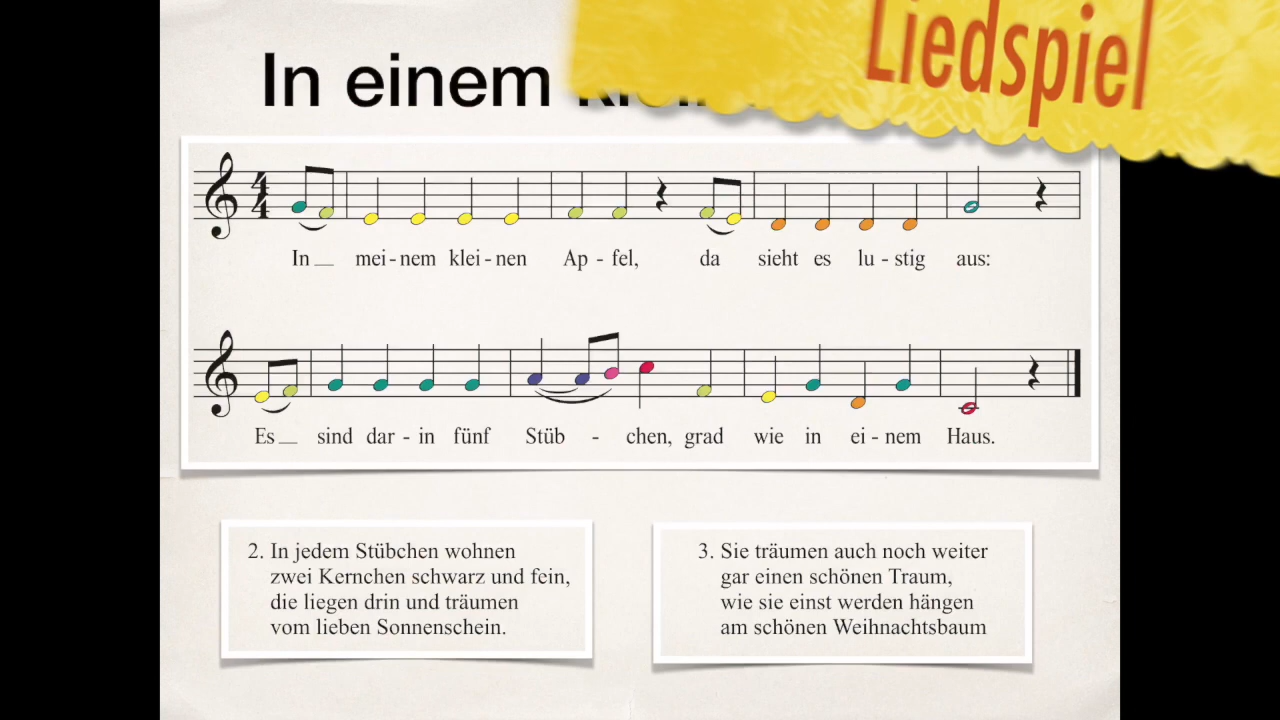 Liedspiel
In einem
In __ mei - nem klei - nen Ap - fel, da sieht es lu - stig aus:
Es __ sind dar - in fünf Stüb - chen, grad wie in ei - nem Haus.
2. In jedem Stübchen wohnen
zwei Kernchen schwarz und fein,
die liegen drin und träumen
vom lieben Sonnenschein.
3. Sie träumen auch noch weiter
gar einen schönen Traum,
wie sie einst werden hängen
am schönen Weihnachtsbaum